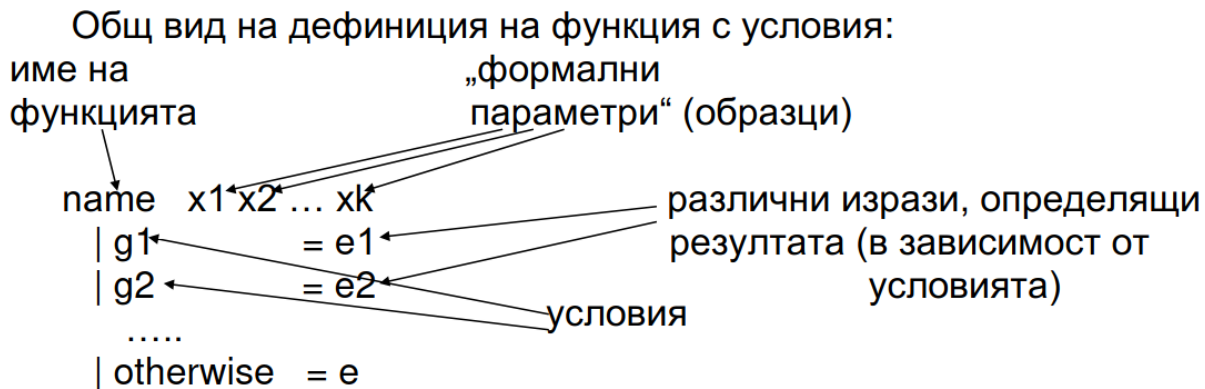 Общ вид на дефиниция на функция с условия:
име на
функцията
„формални
параметри“ (образци)
name x1 x2 … xk
| g1 = e1
| g2 = e2
…..
| otherwise = e
различни изрази, определящи
резултата (в зависимост от
условията)
условия